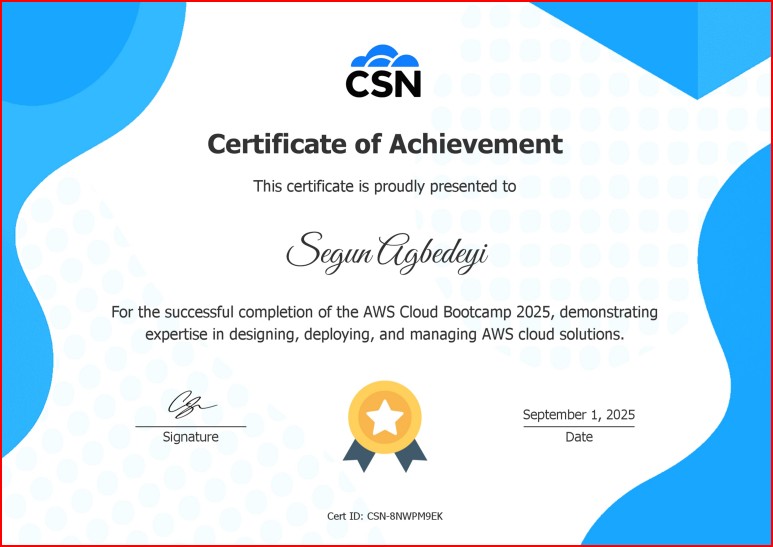 CSN
Certificate of Achievement
This certificate is proudly presented to
Segun Agbedeyi
For the successful completion of the AWS Cloud Bootcamp 2025, demonstrating
expertise in designing, deploying, and managing AWS cloud solutions.
September 1, 2025
Signature
Date
Cert ID: CSN-8NWPM9EK